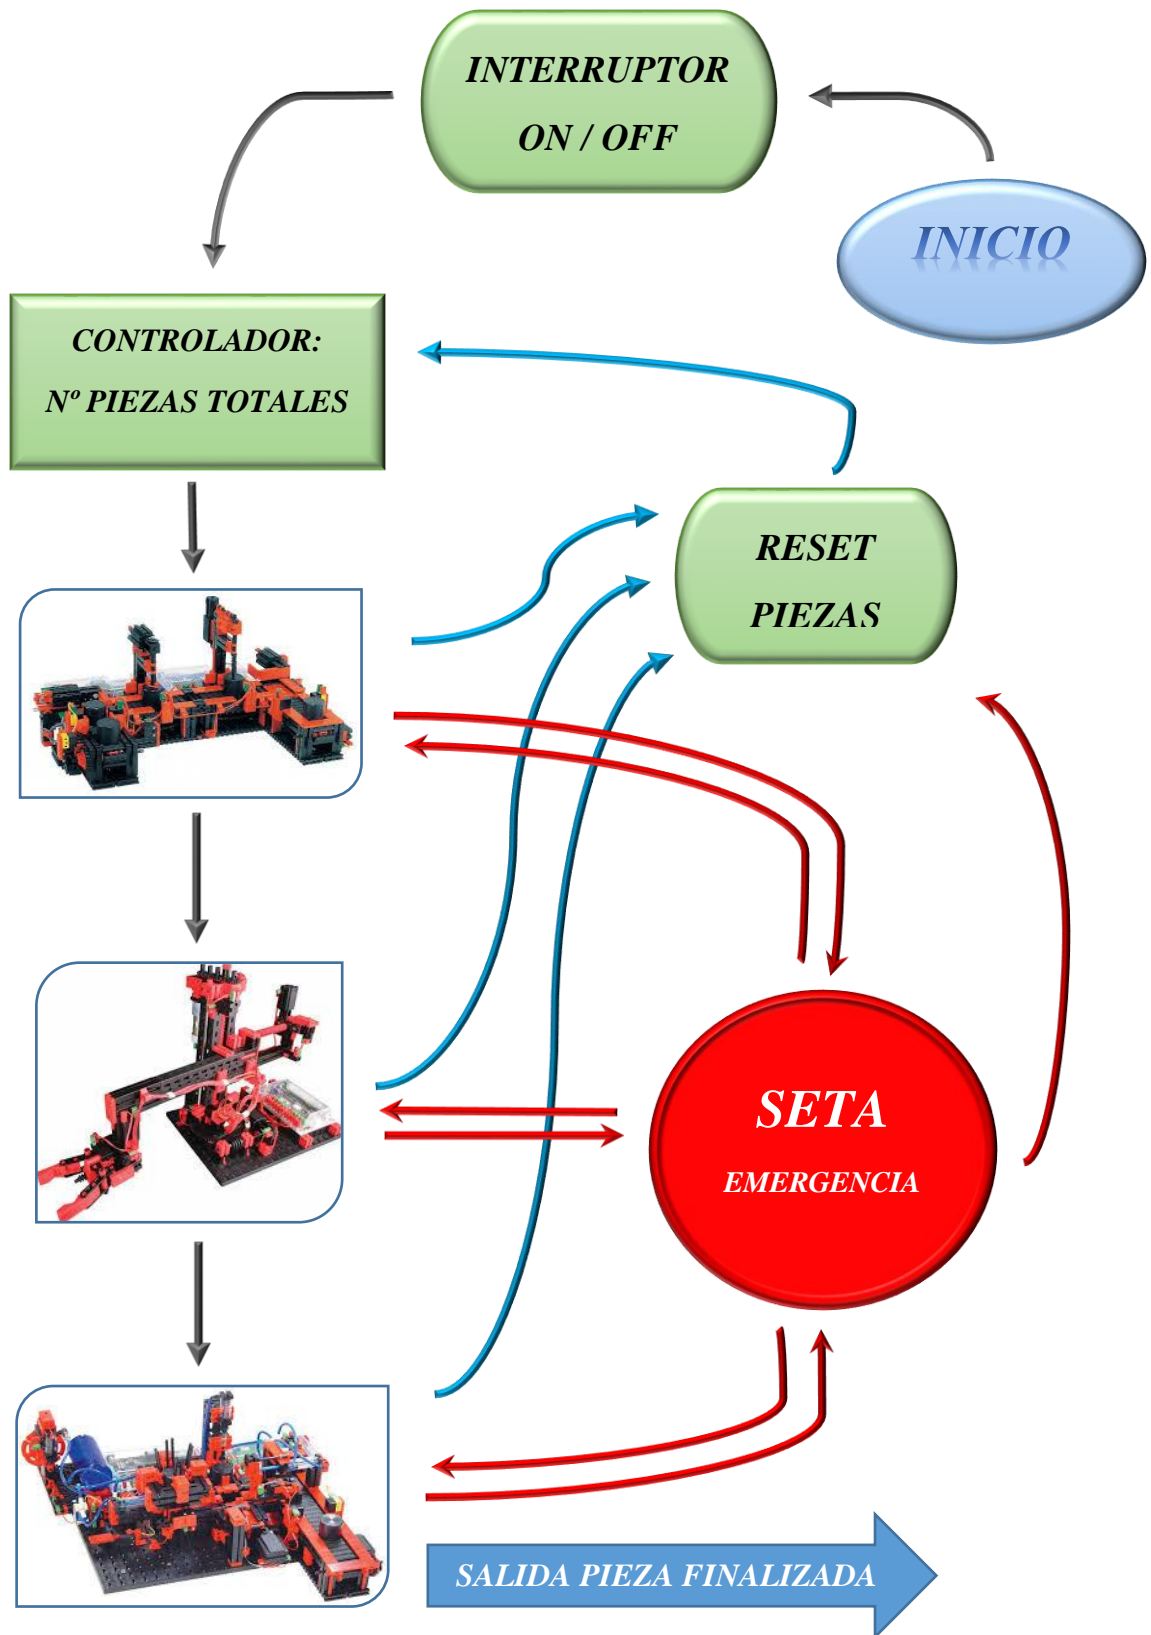 INTERRUPTOR
ON / OFF
INICIO
CONTROLADOR:
Nº PIEZAS TOTALES
RESET
PIEZAS
SETA
EMERGENCIA
SALIDA PIEZA FINALIZADA